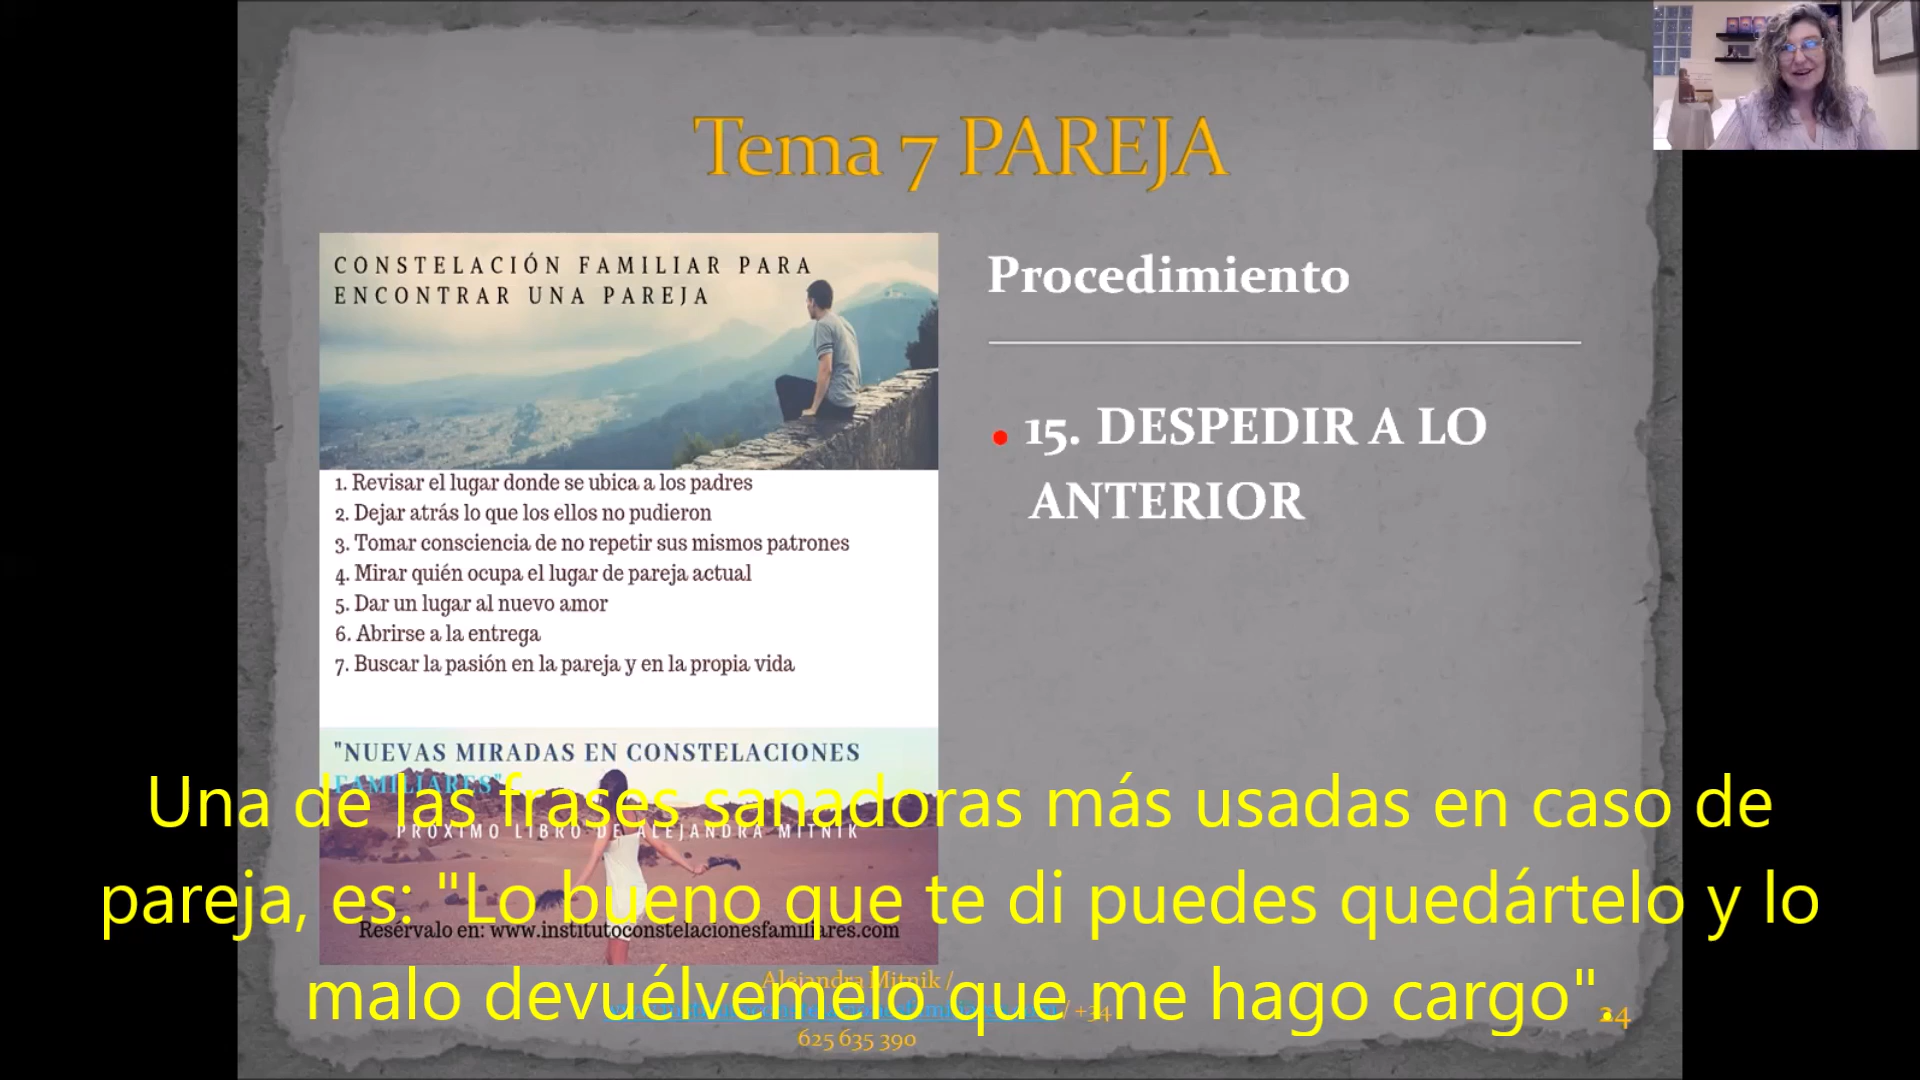 Tema 7 PAREJA
CONSTELACIÓN FAMILIAR PARA
ENCONTRAR UNA PAREJA
1. Revisar el lugar donde se ubica a los padres
2. Dejar atrás lo que los ellos no pudieron
3. Tomar consciencia de no repetir sus mismos patrones
4. Mirar quién ocupa el lugar de pareja actual
5. Dar un lugar al nuevo amor
6. Abrirse a la entrega
7. Buscar la pasión en la pareja y en la propia vida
"NUEVAS MIRADAS EN CONSTELACIONES
FAMILIARES"
PRÓXIMO LIBRO DE ALEJANDRA MITNIK
Resérvalo en: www.institutoconstelacionesfamiliares.com
Procedimiento
15. DESPEDIR A LO
ANTERIOR
Una de las frases sanadoras más usadas en caso de
pareja, es: "Lo bueno que te di puedes quedártelo y lo
malo devuélvemelo que me hago cargo".
Alejandra Mitnik /
/ +34
625 635 390
24